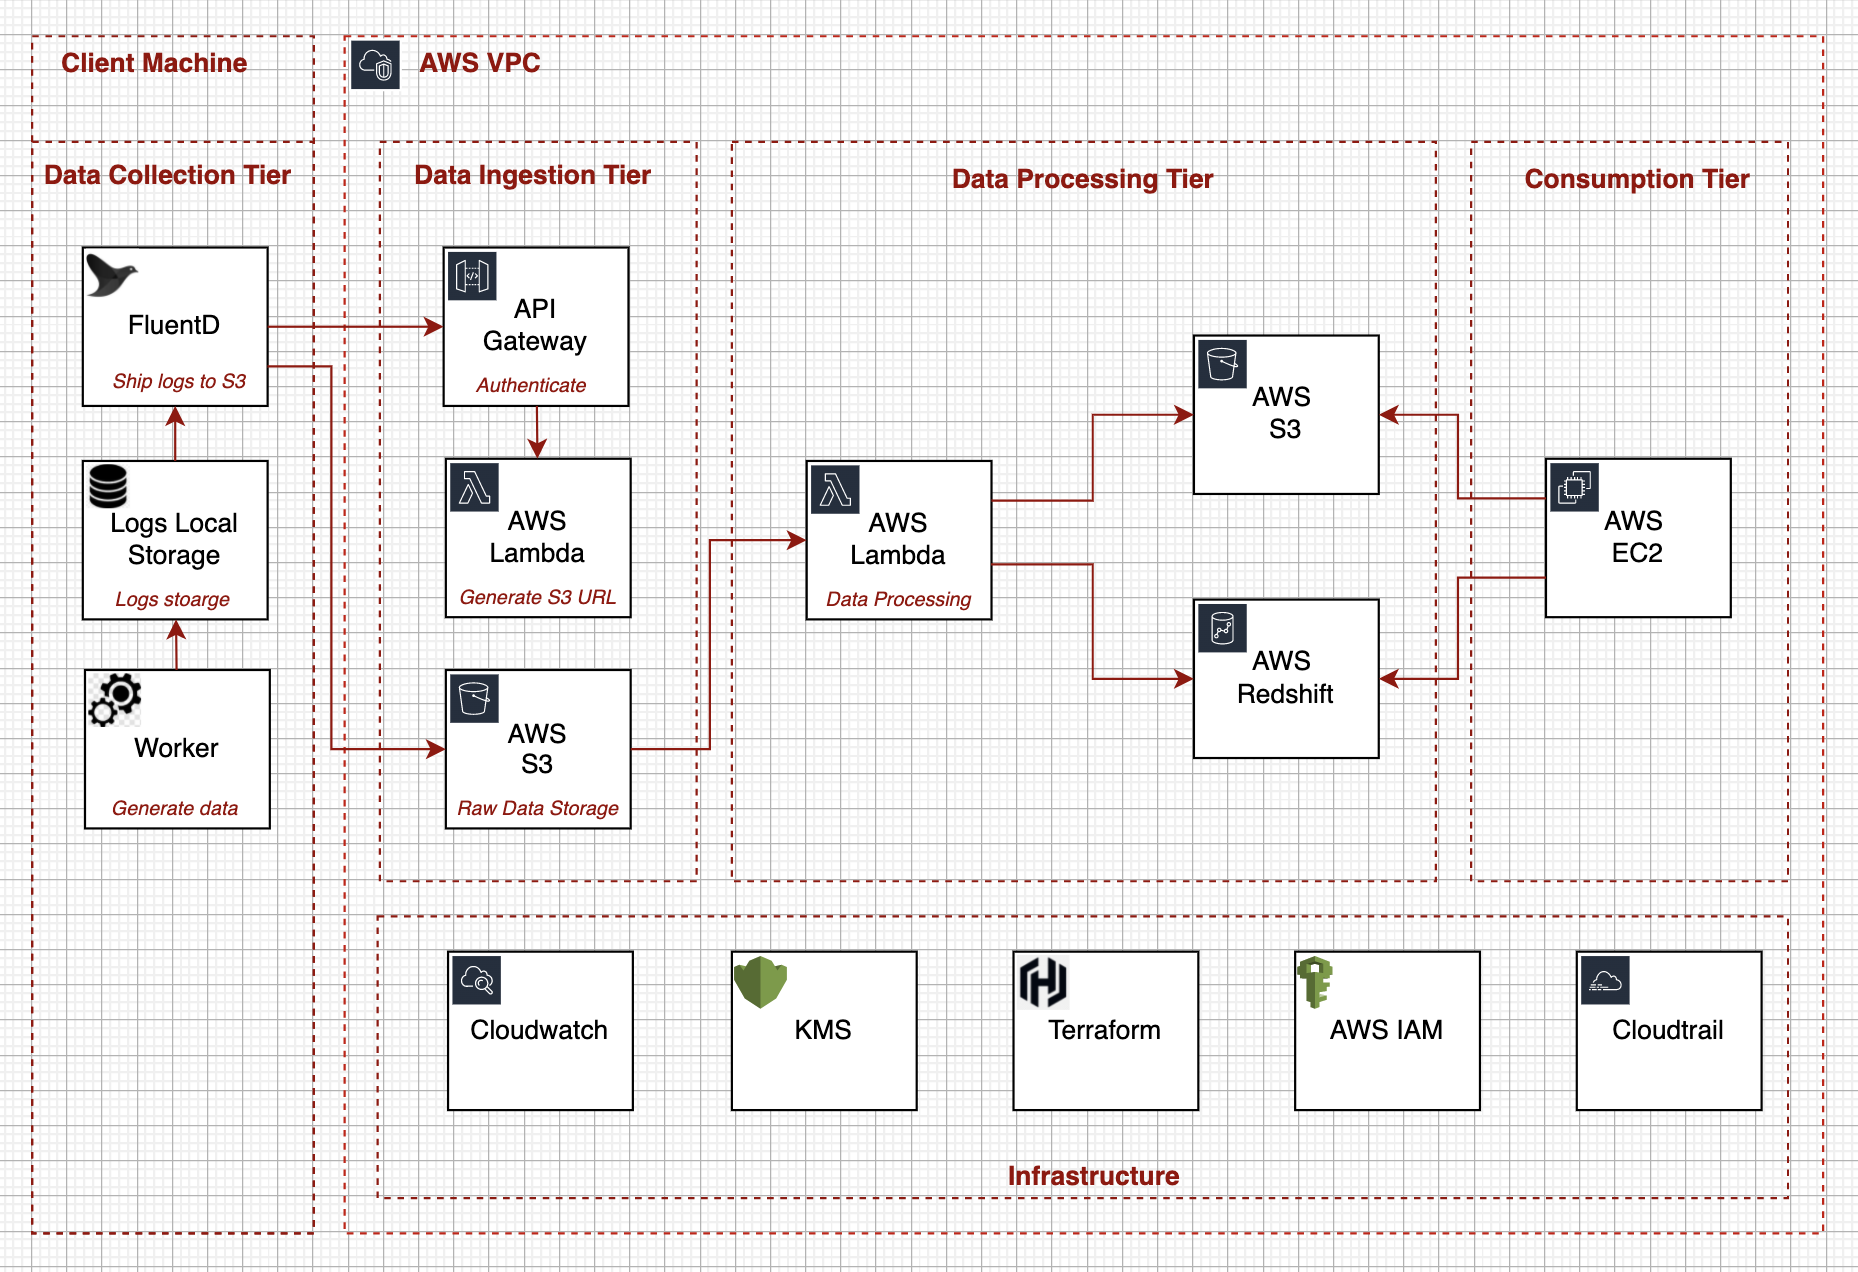 Client Machine
AWS VPC
Data Collection Tier
Data Ingestion Tier
Data Processing Tier
Consumption Tier
FluentD
Ship logs to S3
Logs Local
Storage
Logs stoarge
Worker
Generate data
API
Gateway
Authenticate
AWS
Lambda
Generate S3 URL
AWS
S3
Raw Data Storage
AWS
Lambda
Data Processing
AWS
S3
AWS
Redshift
AWS
EC2
Cloudwatch
KMS
Terraform
AWS IAM
Cloudtrail
Infrastructure